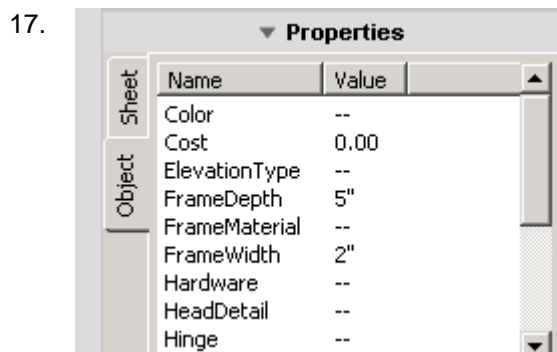 17.
Properties
Sheet
Object
Name Value
Color --
Cost 0.00
ElevationType --
FrameDepth 5"
FrameMaterial --
FrameWidth 2"
Hardware --
HeadDetail --
Hinge --